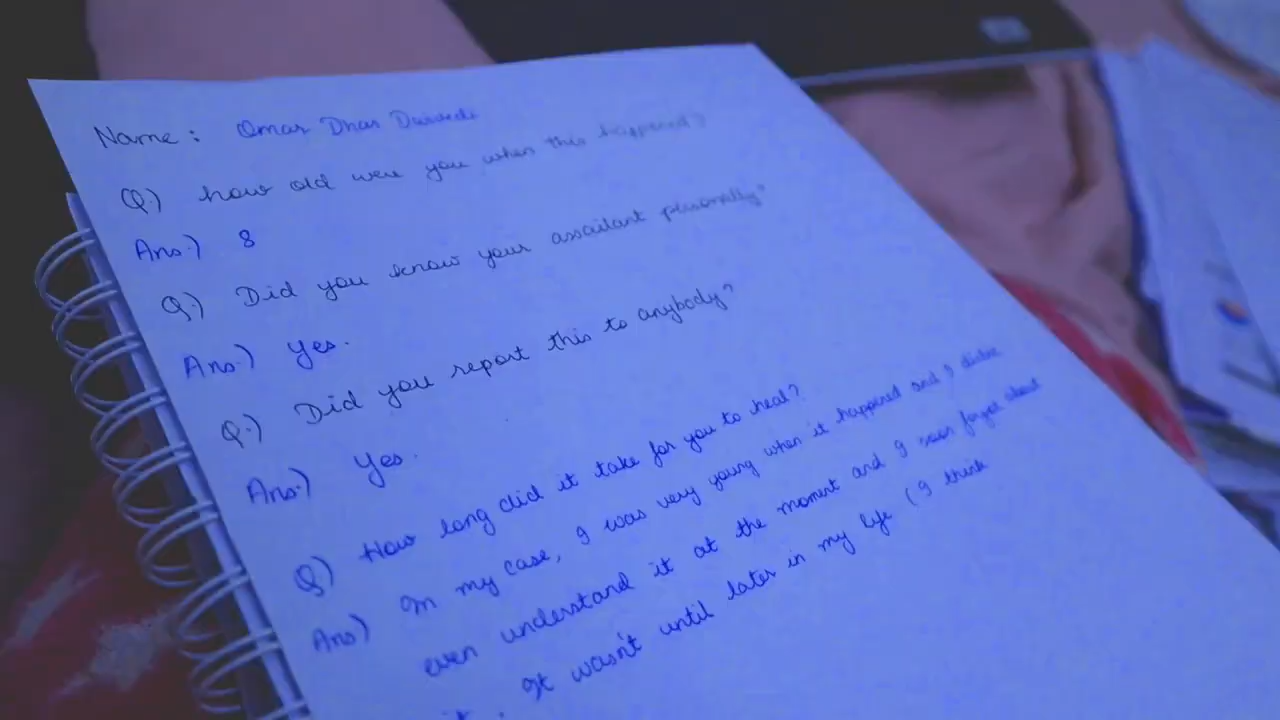 Name: Omar Dhar
Q.) how old were you when this happened?
Ans.) 8
Q.) Did you know your assailant personally?
Ans.) Yes.
Q.) Did you report this to anybody?
Ans.) Yes.
Q.) How long did it take for you to heal?
Ans) In my case, I was very young when it happened and I didn't
even understand it at the moment and I soon forgot about
it. It wasn't until later in my life (I think